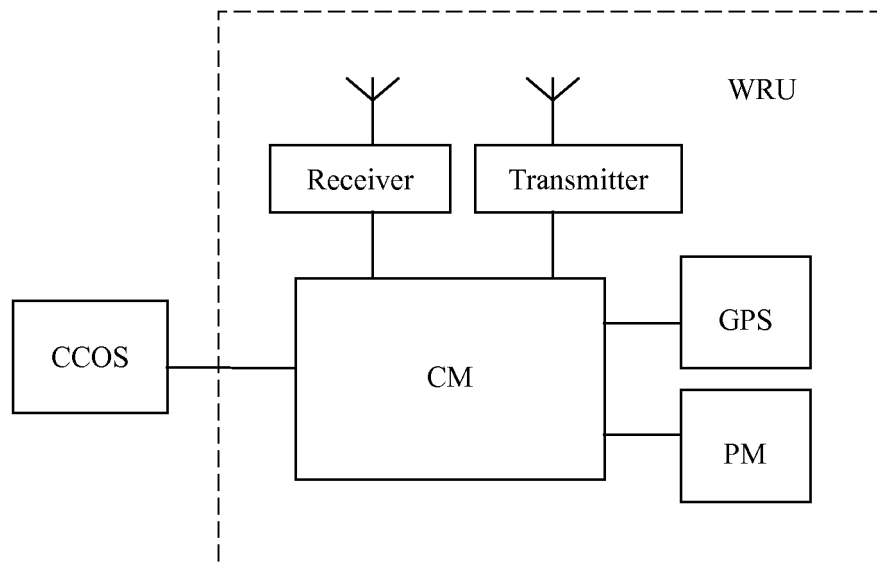 WRU
Receiver
Transmitter
GPS
CCOS
CM
PM